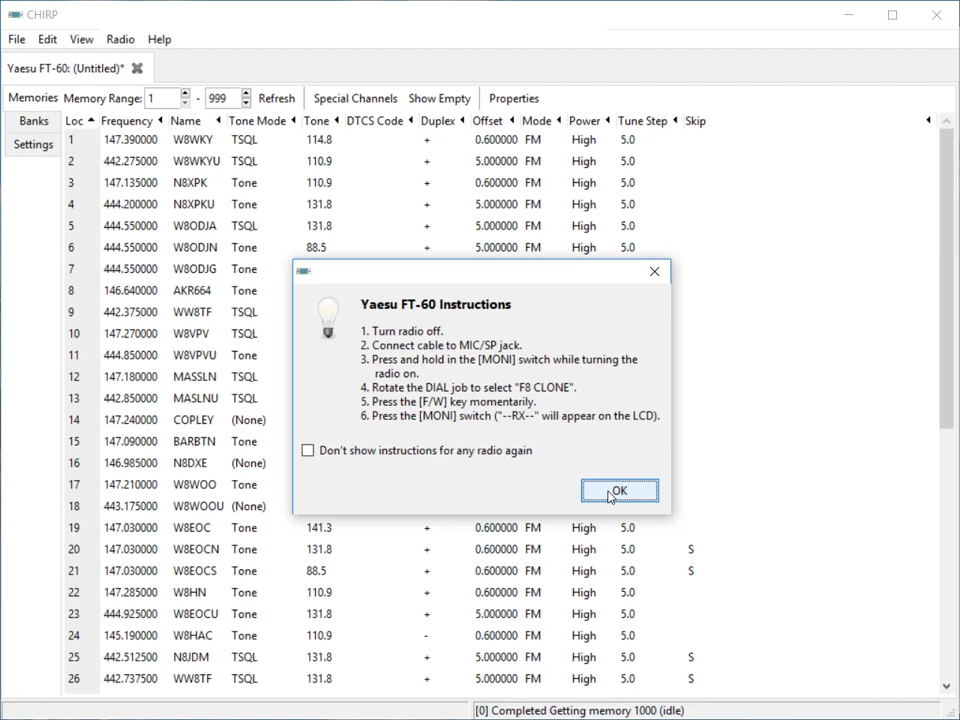 CHIRP
File Edit View Radio Help
Yaesu FT-60: (Untitled)*
Memories Memory Range: 1 - 999 Refresh Special Channels Show Empty Properties
Banks
Settings
Loc Frequency Name Tone Mode Tone DTCS Code Duplex Offset Mode Power Tune Step Skip
1 147.390000 W8WKY TSQL 114.8 + 0.600000 FM High 5.0
2 442.275000 W8WKYU TSQL 110.9 + 5.000000 FM High 5.0
3 147.135000 N8XPK Tone 110.9 + 0.600000 FM High 5.0
4 444.200000 N8XPKU Tone 131.8 + 5.000000 FM High 5.0
5 444.550000 W8ODJA TSQL 131.8 + 5.000000 FM High 5.0
6 444.550000 W8ODJN Tone 88.5 + 5.000000 FM High 5.0
7 444.550000 W8ODJG Tone
8 146.640000 AKR664 Tone
9 442.375000 WW8TF TSQL
10 147.270000 W8VPV TSQL
11 444.850000 W8VPVU Tone
12 147.180000 MASSLN TSQL
13 442.850000 MASLNU TSQL
14 147.240000 COPLEY (None)
15 147.090000 BARBTN Tone
16 146.985000 N8DXE (None)
17 147.210000 W8WOO Tone
18 443.175000 W8WOOU (None)
19 147.030000 W8EOC Tone 141.3 + 0.600000 FM High 5.0
20 147.030000 W8EOCN Tone 131.8 + 0.600000 FM High 5.0 S
21 147.030000 W8EOCS Tone 88.5 + 0.600000 FM High 5.0 S
22 147.285000 W8HN Tone 110.9 + 0.600000 FM High 5.0
23 444.925000 W8EOCU Tone 131.8 + 5.000000 FM High 5.0
24 145.190000 W8HAC Tone 110.9 - 0.600000 FM High 5.0
25 442.512500 N8JDM TSQL 131.8 + 5.000000 FM High 5.0 S
26 442.737500 WW8TF TSQL 131.8 + 5.000000 FM High 5.0 S
Yaesu FT-60 Instructions
1. Turn radio off.
2. Connect cable to MIC/SP jack.
3. Press and hold in the [MONI] switch while turning the
radio on.
4. Rotate the DIAL job to select "F8 CLONE".
5. Press the [F/W] key momentarily.
6. Press the [MONI] switch ("--RX--" will appear on the LCD).
Don't show instructions for any radio again
OK
[0] Completed Getting memory 1000 (idle)